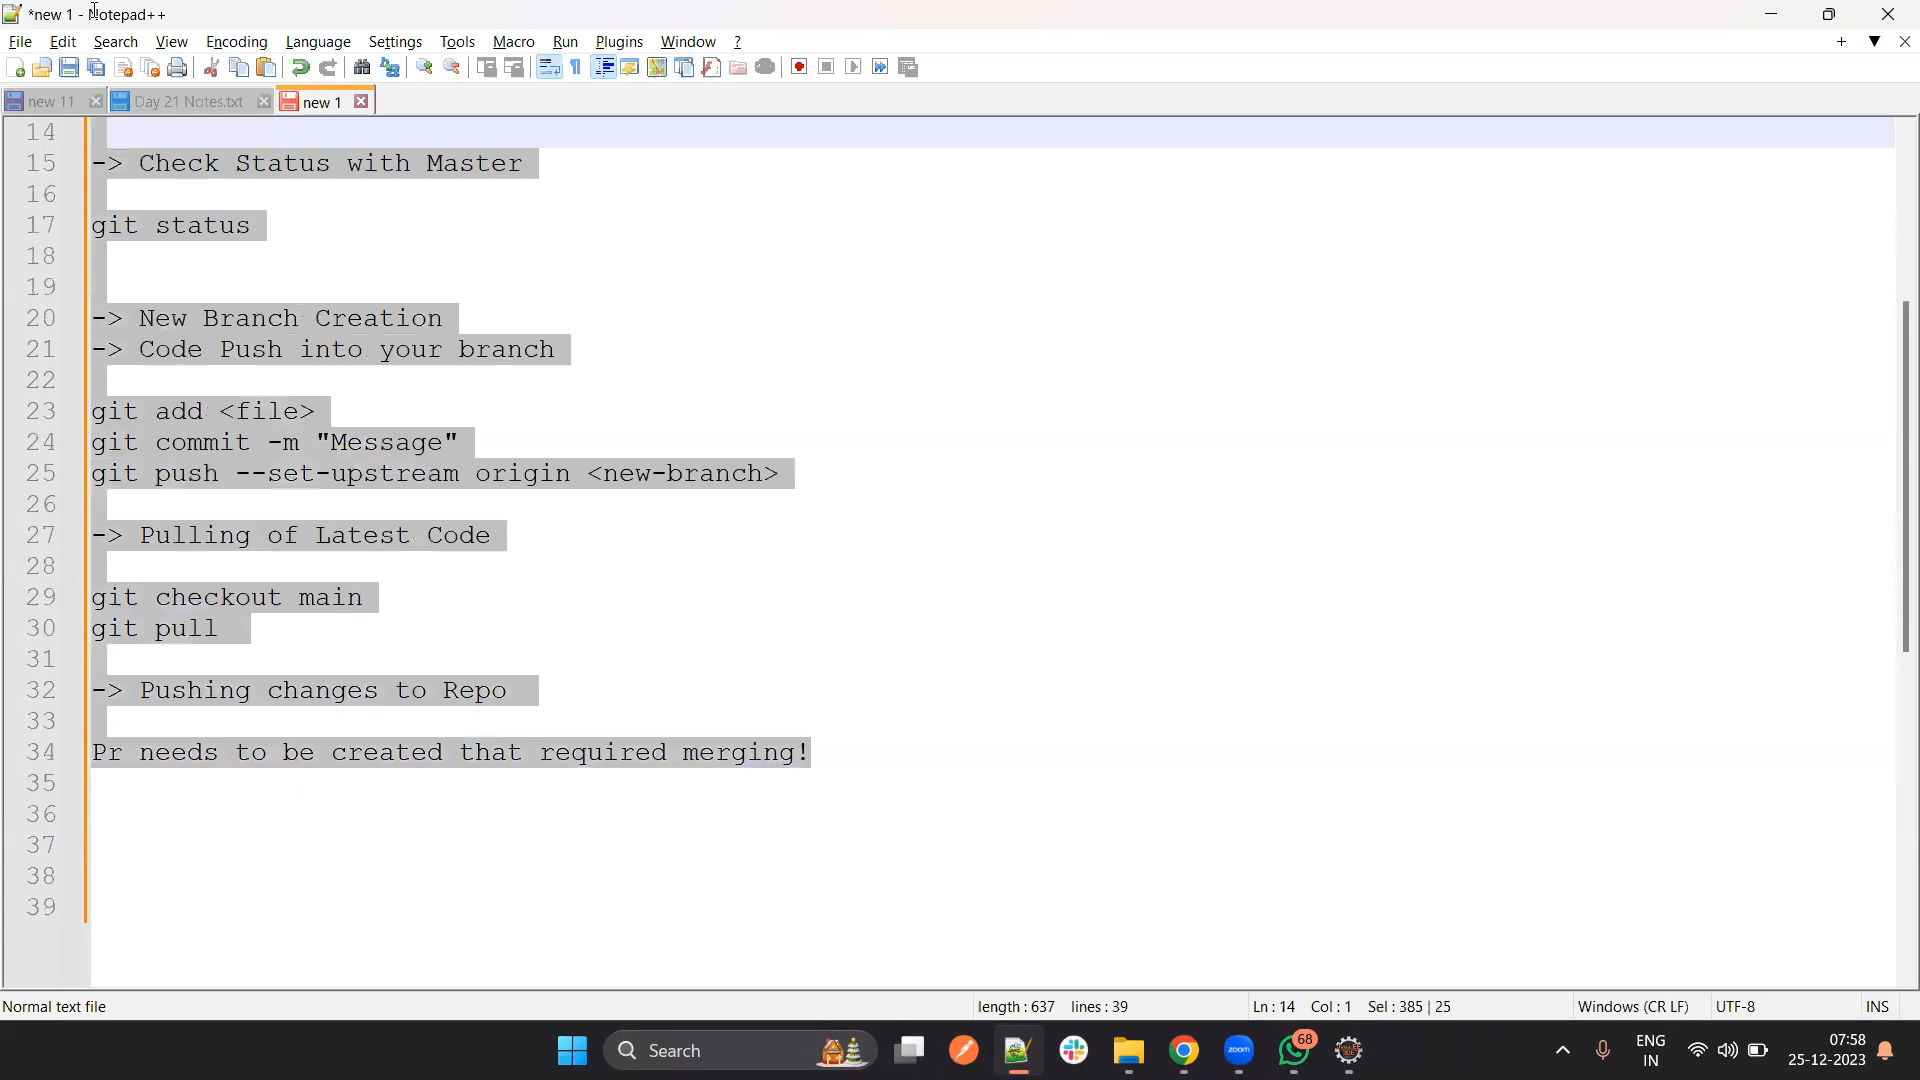 *new 1 - Notepad++
File Edit Search View Encoding Language Settings Tools Macro Run Plugins Window ?
new 11 Day 21 Notes.txt new 1
14
15 -> Check Status with Master
16
17 git status
18
19
20 -> New Branch Creation
21 -> Code Push into your branch
22
23 git add <file>
24 git commit -m "Message"
25 git push --set-upstream origin <new-branch>
26
27 -> Pulling of Latest Code
28
29 git checkout main
30 git pull
31
32 -> Pushing changes to Repo
33
34 Pr needs to be created that required merging!
35
36
37
38
39
Normal text file length : 637 lines : 39 Ln : 14 Col : 1 Sel : 385 | 25 Windows (CR LF) UTF-8 INS
Search zoom 68 ENG 07:58
IN 25-12-2023